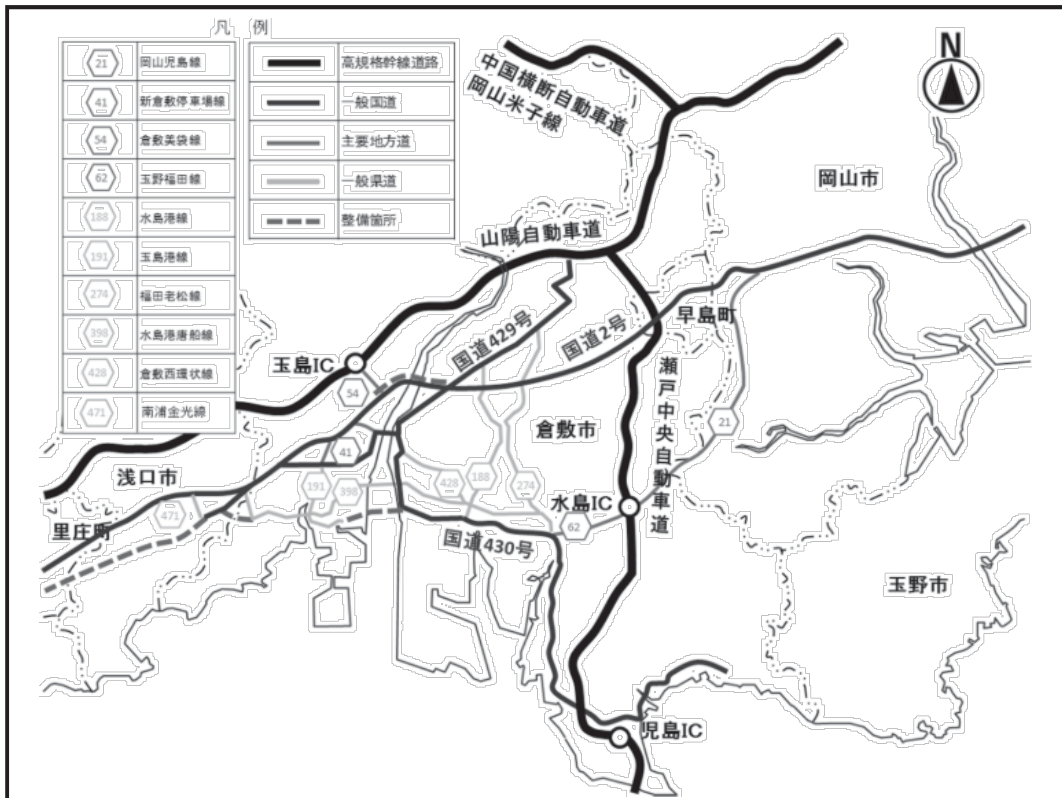 凡 例
21 岡山児島線
41 新倉敷停車場線
54 倉敷美袋線
62 玉野福田線
188 水島港線
191 玉島港線
274 福田老松線
398 水島港唐船線
428 倉敷西環状線
471 南浦金光線
高規格幹線道路
一般国道
主要地方道
一般県道
整備箇所
中国横断自動車道
岡山米子線
N
岡山市
山陽自動車道
早島町
国道429号
国道2号
玉島IC
54
瀬戸中央自動車道
倉敷市
21
41
浅口市
191
398
428
188
274
水島IC
471
里庄町
62
国道430号
玉野市
児島IC